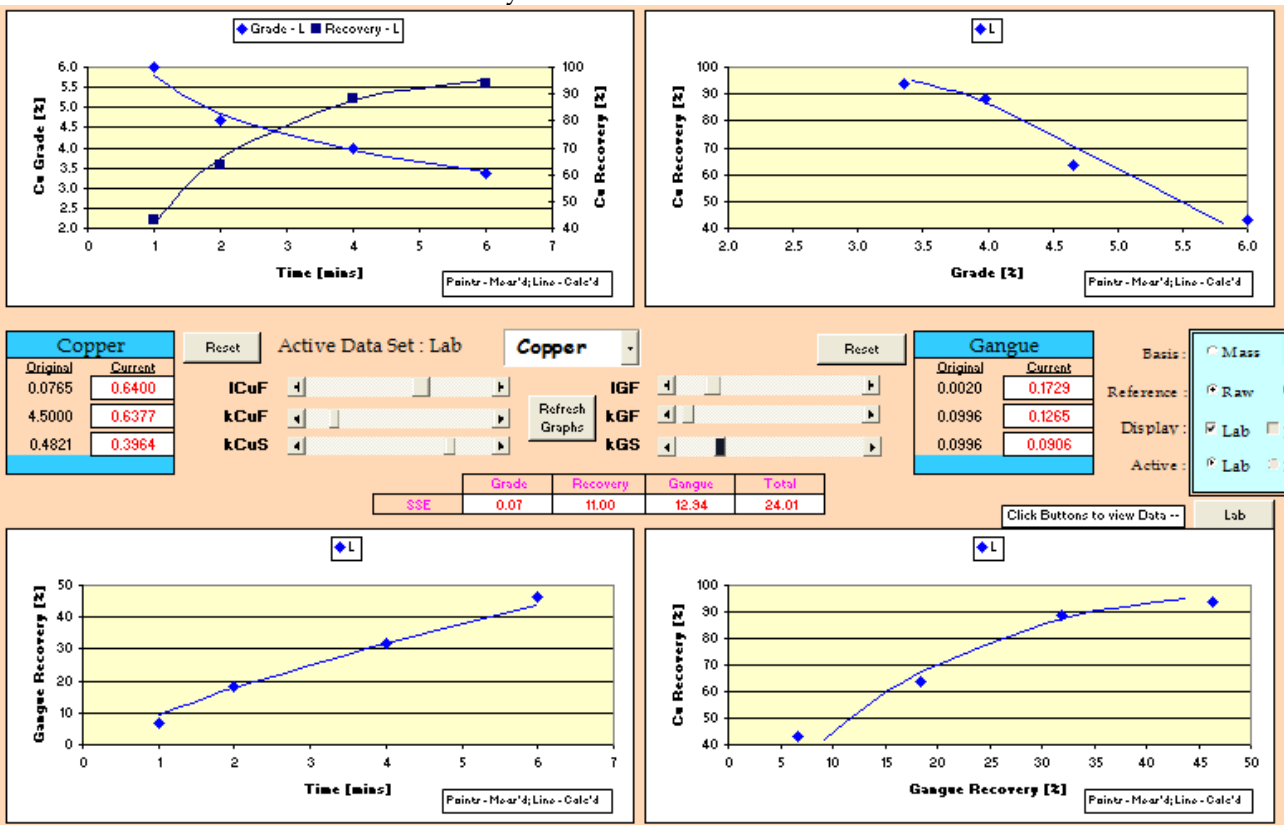 Grade - L Recovery - L
Cu Grade [%]
6.0
5.5
5.0
4.5
4.0
3.5
3.0
2.5
2.0
100
90
80
70
60
50
40
Cu Recovery [%]
0 1 2 3 4 5 6 7
Time [mins]
Points - Meas'd; Line - Calc'd
L
Cu Recovery [%]
100
90
80
70
60
50
40
2.0 2.5 3.0 3.5 4.0 4.5 5.0 5.5 6.0
Grade [%]
Points - Meas'd; Line - Calc'd
Copper
Original Current
0.0765 0.6400
4.5000 0.6377
0.4821 0.3964
Reset
Active Data Set : Lab
Copper
Reset
lCuF
kCuF
kCuS
Refresh
Graphs
lGF
kGF
kGS
Gangue
Original Current
0.0020 0.1729
0.0996 0.1265
0.0996 0.0906
Basis : Mass
Reference : Raw
Display : Lab
Active : Lab
Grade Recovery Gangue Total
SSE 0.07 11.00 12.94 24.01
Click Buttons to view Data --
Lab
L
Gangue Recovery [%]
50
40
30
20
10
0
0 1 2 3 4 5 6 7
Time [mins]
Points - Meas'd; Line - Calc'd
L
Cu Recovery [%]
100
90
80
70
60
50
40
0 5 10 15 20 25 30 35 40 45 50
Gangue Recovery [%]
Points - Meas'd; Line - Calc'd